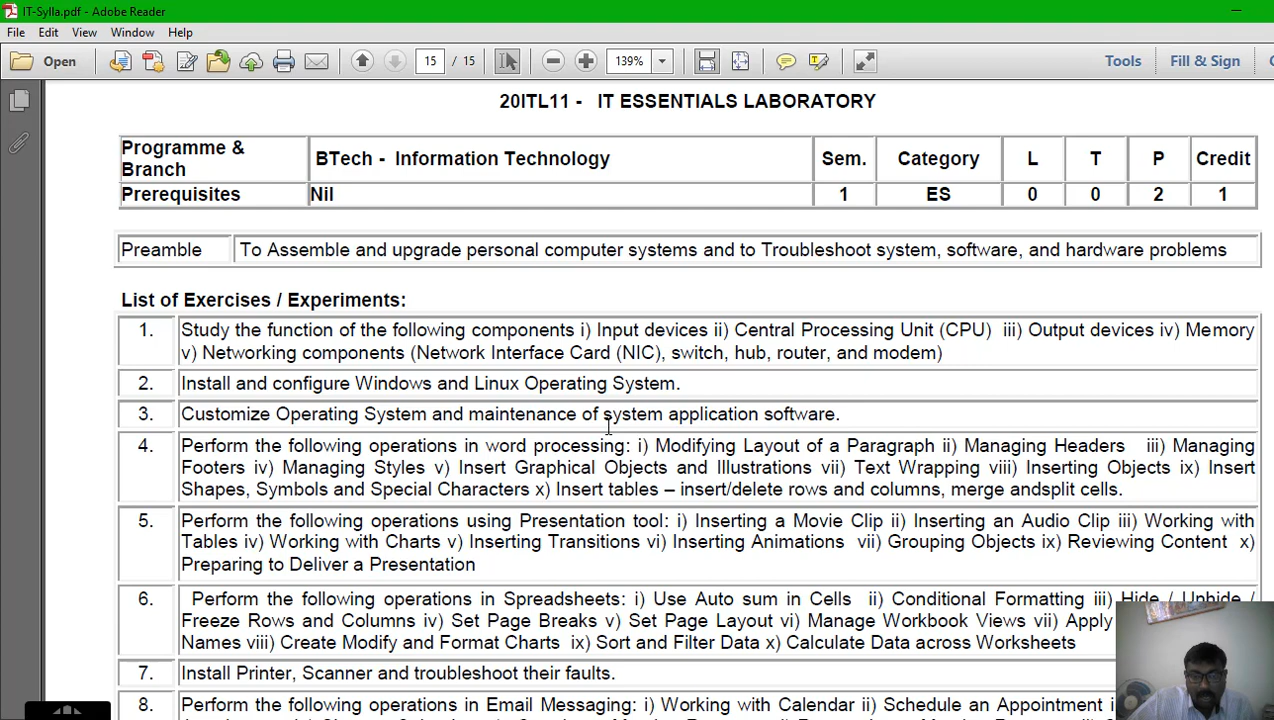 IT-Sylla.pdf - Adobe Reader
File Edit View Window Help
Open 15 / 15 139% Tools Fill & Sign
20ITL11 - IT ESSENTIALS LABORATORY
Programme & Branch BTech - Information Technology Sem. Category L T P Credit
Prerequisites Nil 1 ES 0 0 2 1
Preamble To Assemble and upgrade personal computer systems and to Troubleshoot system, software, and hardware problems
List of Exercises / Experiments:
1. Study the function of the following components i) Input devices ii) Central Processing Unit (CPU) iii) Output devices iv) Memory
v) Networking components (Network Interface Card (NIC), switch, hub, router, and modem)
2. Install and configure Windows and Linux Operating System.
3. Customize Operating System and maintenance of system application software.
4. Perform the following operations in word processing: i) Modifying Layout of a Paragraph ii) Managing Headers iii) Managing
Footers iv) Managing Styles v) Insert Graphical Objects and Illustrations vii) Text Wrapping viii) Inserting Objects ix) Insert
Shapes, Symbols and Special Characters x) Insert tables – insert/delete rows and columns, merge andsplit cells.
5. Perform the following operations using Presentation tool: i) Inserting a Movie Clip ii) Inserting an Audio Clip iii) Working with
Tables iv) Working with Charts v) Inserting Transitions vi) Inserting Animations vii) Grouping Objects ix) Reviewing Content x)
Preparing to Deliver a Presentation
6. Perform the following operations in Spreadsheets: i) Use Auto sum in Cells ii) Conditional Formatting iii) Hide / Unhide /
Freeze Rows and Columns iv) Set Page Breaks v) Set Page Layout vi) Manage Workbook Views vii) Apply
Names viii) Create Modify and Format Charts ix) Sort and Filter Data x) Calculate Data across Worksheets
7. Install Printer, Scanner and troubleshoot their faults.
8. Perform the following operations in Email Messaging: i) Working with Calendar ii) Schedule an Appointment